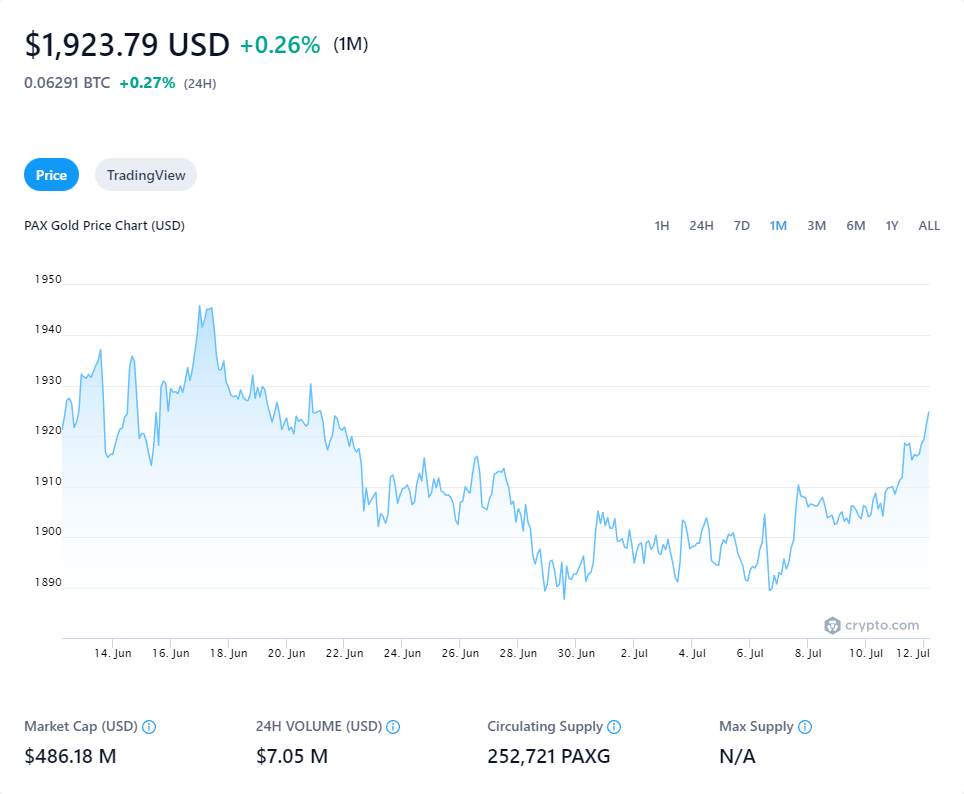 $1,923.79 USD +0.26% (1M)
0.06291 BTC +0.27% (24H)
Price TradingView
PAX Gold Price Chart (USD) 1H 24H 7D 1M 3M 6M 1Y ALL
1950
1940
1930
1920
1910
1900
1890
crypto.com
14. Jun 16. Jun 18. Jun 20. Jun 22. Jun 24. Jun 26. Jun 28. Jun 30. Jun 2. Jul 4. Jul 6. Jul 8. Jul 10. Jul 12. Jul
Market Cap (USD) 24H VOLUME (USD) Circulating Supply Max Supply
$486.18 M $7.05 M 252,721 PAXG N/A